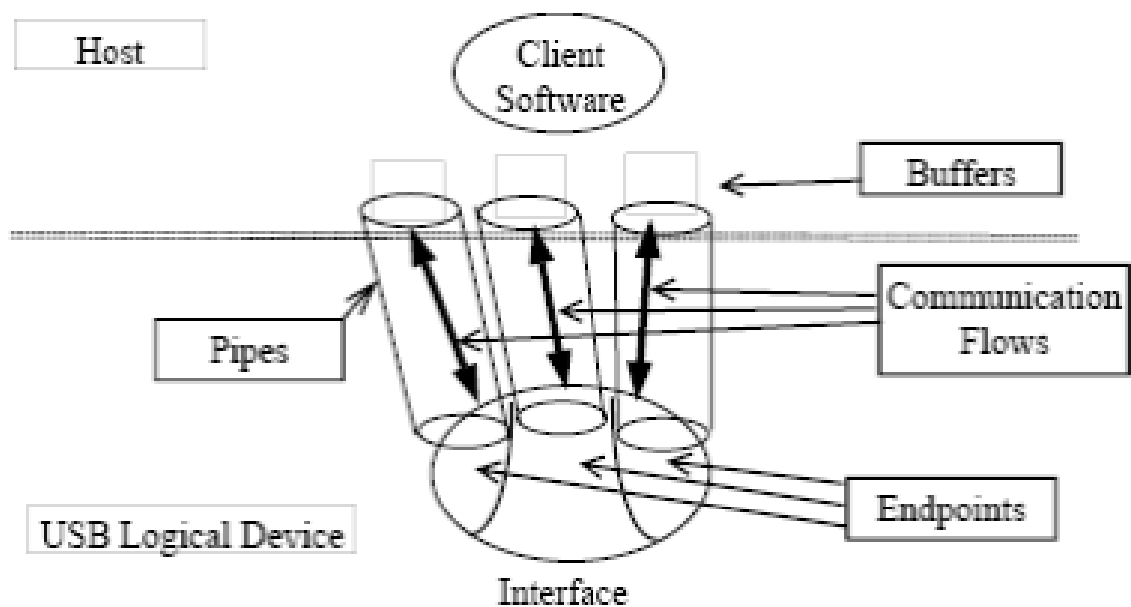 Host
Client
Software
Buffers
Communication
Flows
Pipes
Endpoints
USB Logical Device
Interface